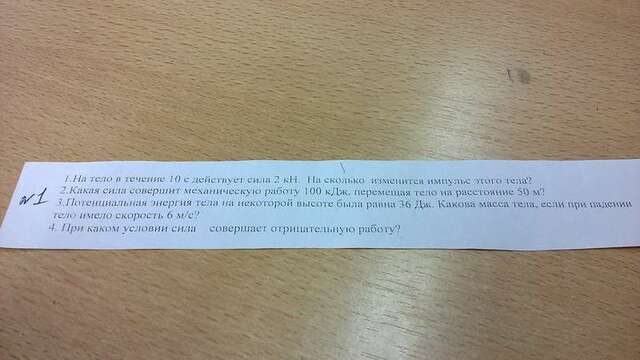 №1
1.На тело в течение 10 с действует сила 2 кН. На сколько изменится импульс этого тела?
2.Какая сила совершит механическую работу 100 кДж, перемещая тело на расстояние 50 м?
3.Потенциальная энергия тела на некоторой высоте была равна 36 Дж. Какова масса тела, если при падении
тело имело скорость 6 м/с?
4. При каком условии сила совершает отрицательную работу?